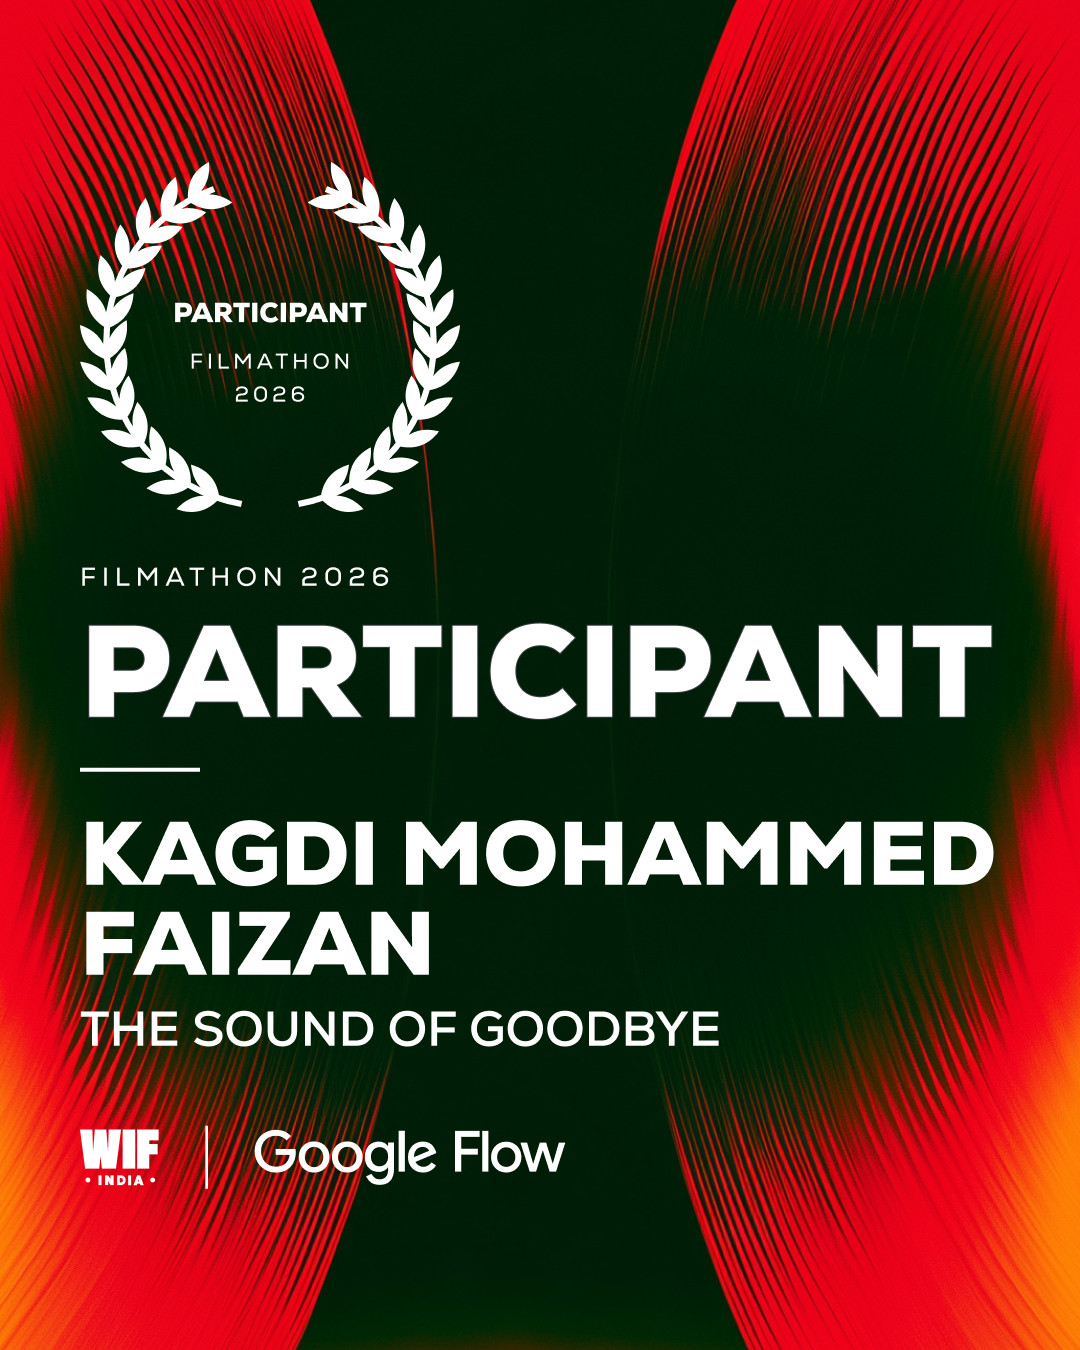 PARTICIPANT
FILMATHON
2026
FILMATHON 2026
PARTICIPANT
KAGDI MOHAMMED
FAIZAN
THE SOUND OF GOODBYE
WIF
• INDIA •
Google Flow